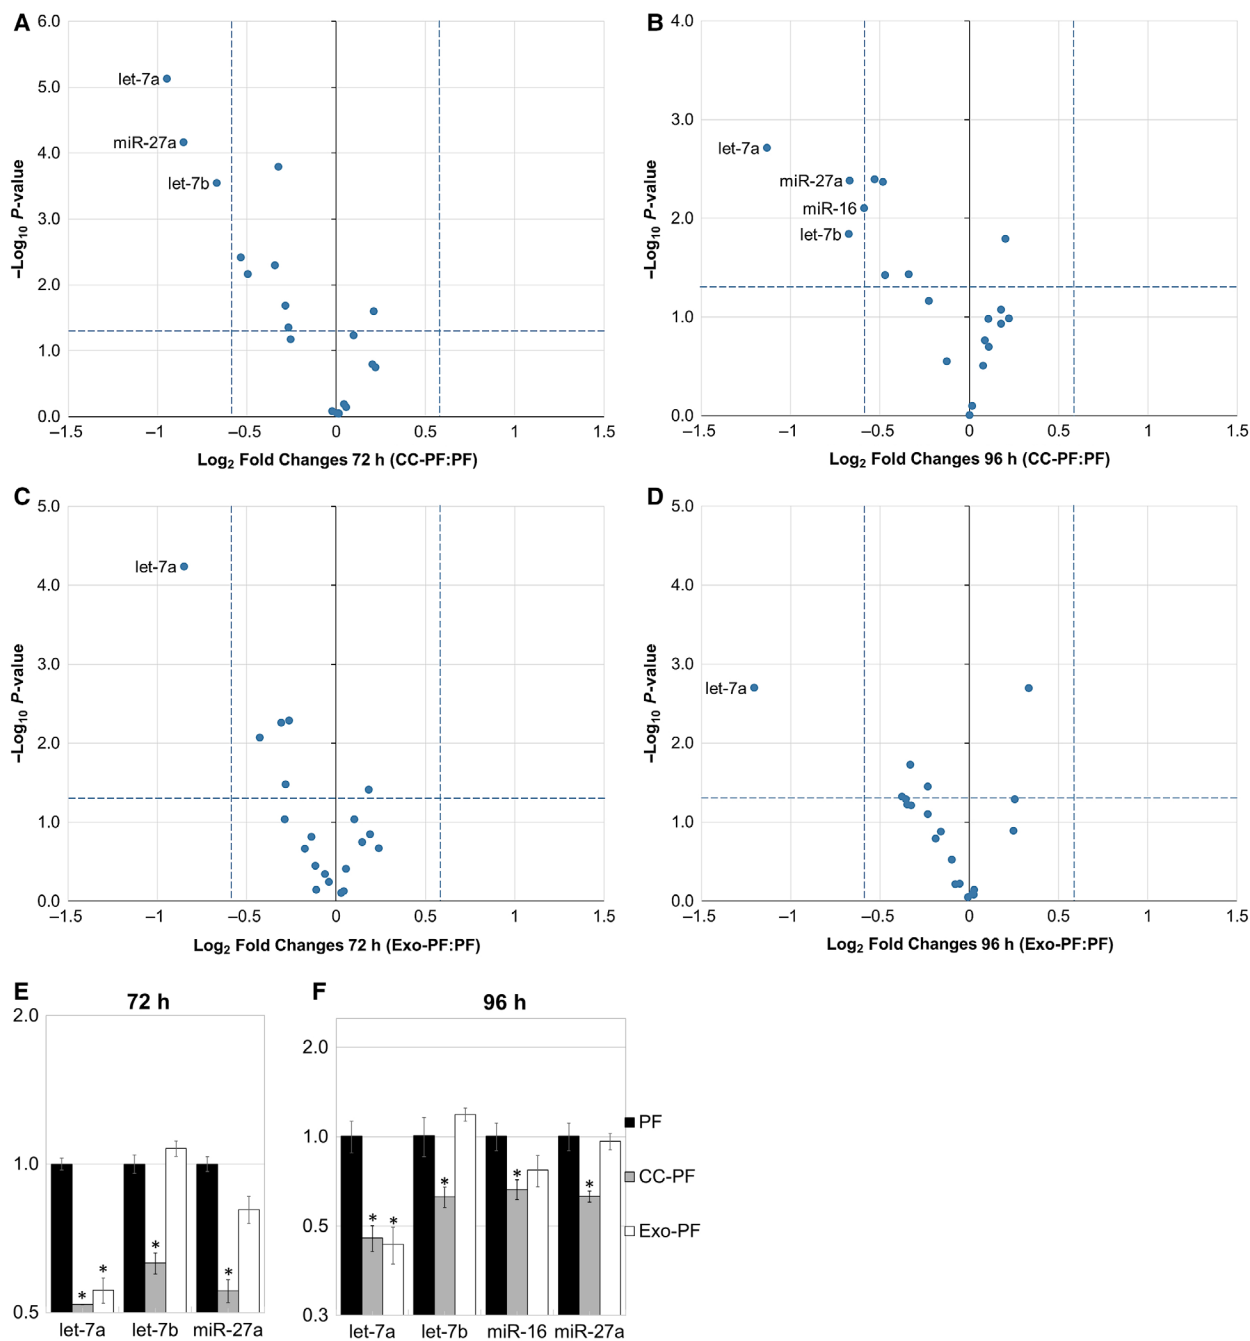 A
6.0
5.0
4.0
3.0
2.0
1.0
0.0
–Log10 P-value
let-7a
miR-27a
let-7b
–1.5 –1 –0.5 0 0.5 1 1.5
Log2 Fold Changes 72 h (CC-PF:PF)
B
4.0
3.0
2.0
1.0
0.0
–Log10 P-value
let-7a
miR-27a
miR-16
let-7b
–1.5 –1 –0.5 0 0.5 1 1.5
Log2 Fold Changes 96 h (CC-PF:PF)
C
5.0
4.0
3.0
2.0
1.0
0.0
–Log10 P-value
let-7a
–1.5 –1 –0.5 0 0.5 1 1.5
Log2 Fold Changes 72 h (Exo-PF:PF)
D
5.0
4.0
3.0
2.0
1.0
0.0
–Log10 P-value
let-7a
–1.5 –1 –0.5 0 0.5 1 1.5
Log2 Fold Changes 96 h (Exo-PF:PF)
E
72 h
2.0
1.0
0.5
* * * *
let-7a let-7b miR-27a
F
96 h
2.0
1.0
0.5
0.3
* * * * *
let-7a let-7b miR-16 miR-27a
PF
CC-PF
Exo-PF